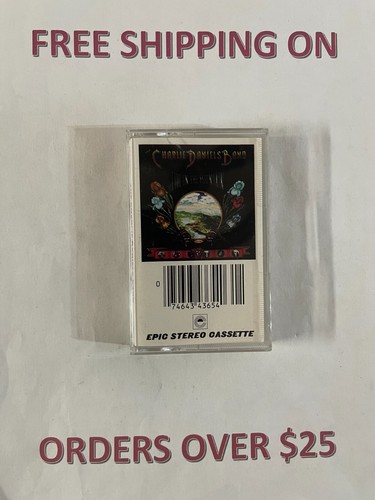 FREE SHIPPING ON
CHARLIE DANIELS BAND
0
74643 43654
EPIC STEREO CASSETTE
ORDERS OVER $25